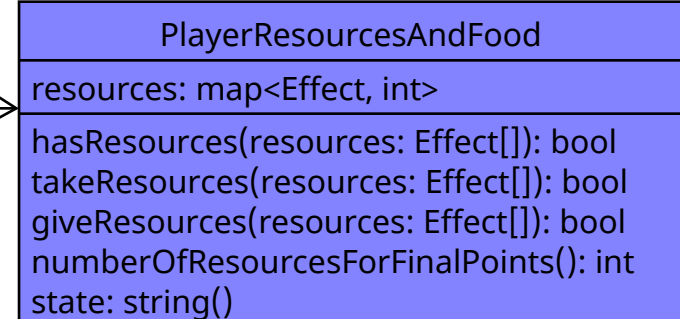 PlayerResourcesAndFood
resources: map<Effect, int>
hasResources(resources: Effect[]): bool
takeResources(resources: Effect[]): bool
giveResources(resources: Effect[]): bool
numberOfResourcesForFinalPoints(): int
state: string()